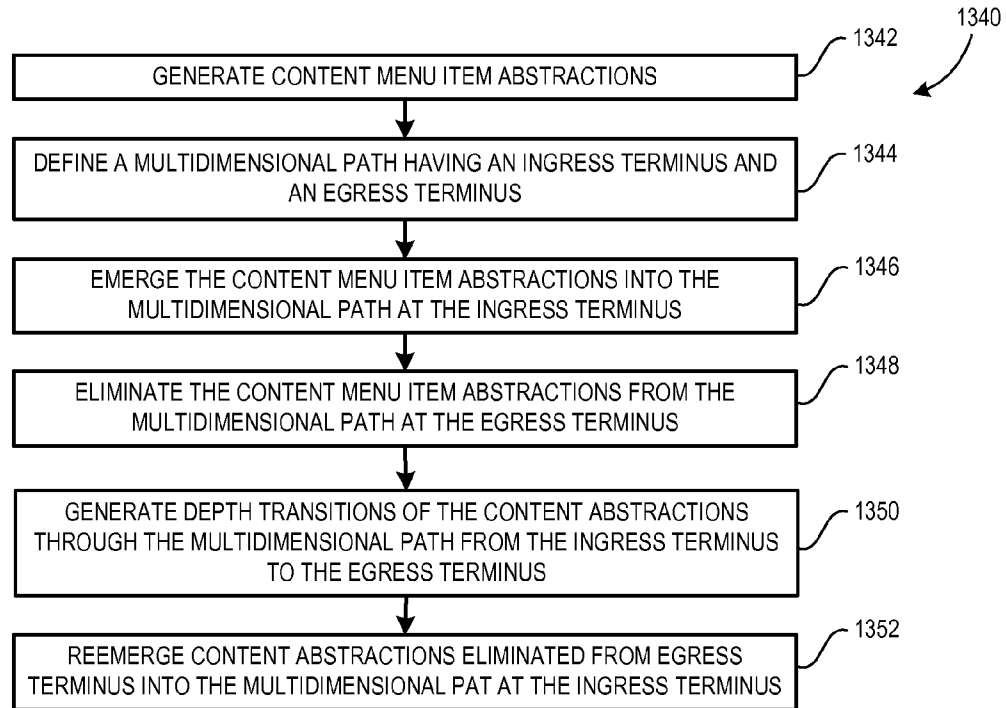 1340
1342
GENERATE CONTENT MENU ITEM ABSTRACTIONS
1344
DEFINE A MULTIDIMENSIONAL PATH HAVING AN INGRESS TERMINUS AND
AN EGRESS TERMINUS
1346
EMERGE THE CONTENT MENU ITEM ABSTRACTIONS INTO THE
MULTIDIMENSIONAL PATH AT THE INGRESS TERMINUS
1348
ELIMINATE THE CONTENT MENU ITEM ABSTRACTIONS FROM THE
MULTIDIMENSIONAL PATH AT THE EGRESS TERMINUS
1350
GENERATE DEPTH TRANSITIONS OF THE CONTENT ABSTRACTIONS
THROUGH THE MULTIDIMENSIONAL PATH FROM THE INGRESS TERMINUS
TO THE EGRESS TERMINUS
1352
REEMERGE CONTENT ABSTRACTIONS ELIMINATED FROM EGRESS
TERMINUS INTO THE MULTIDIMENSIONAL PAT AT THE INGRESS TERMINUS